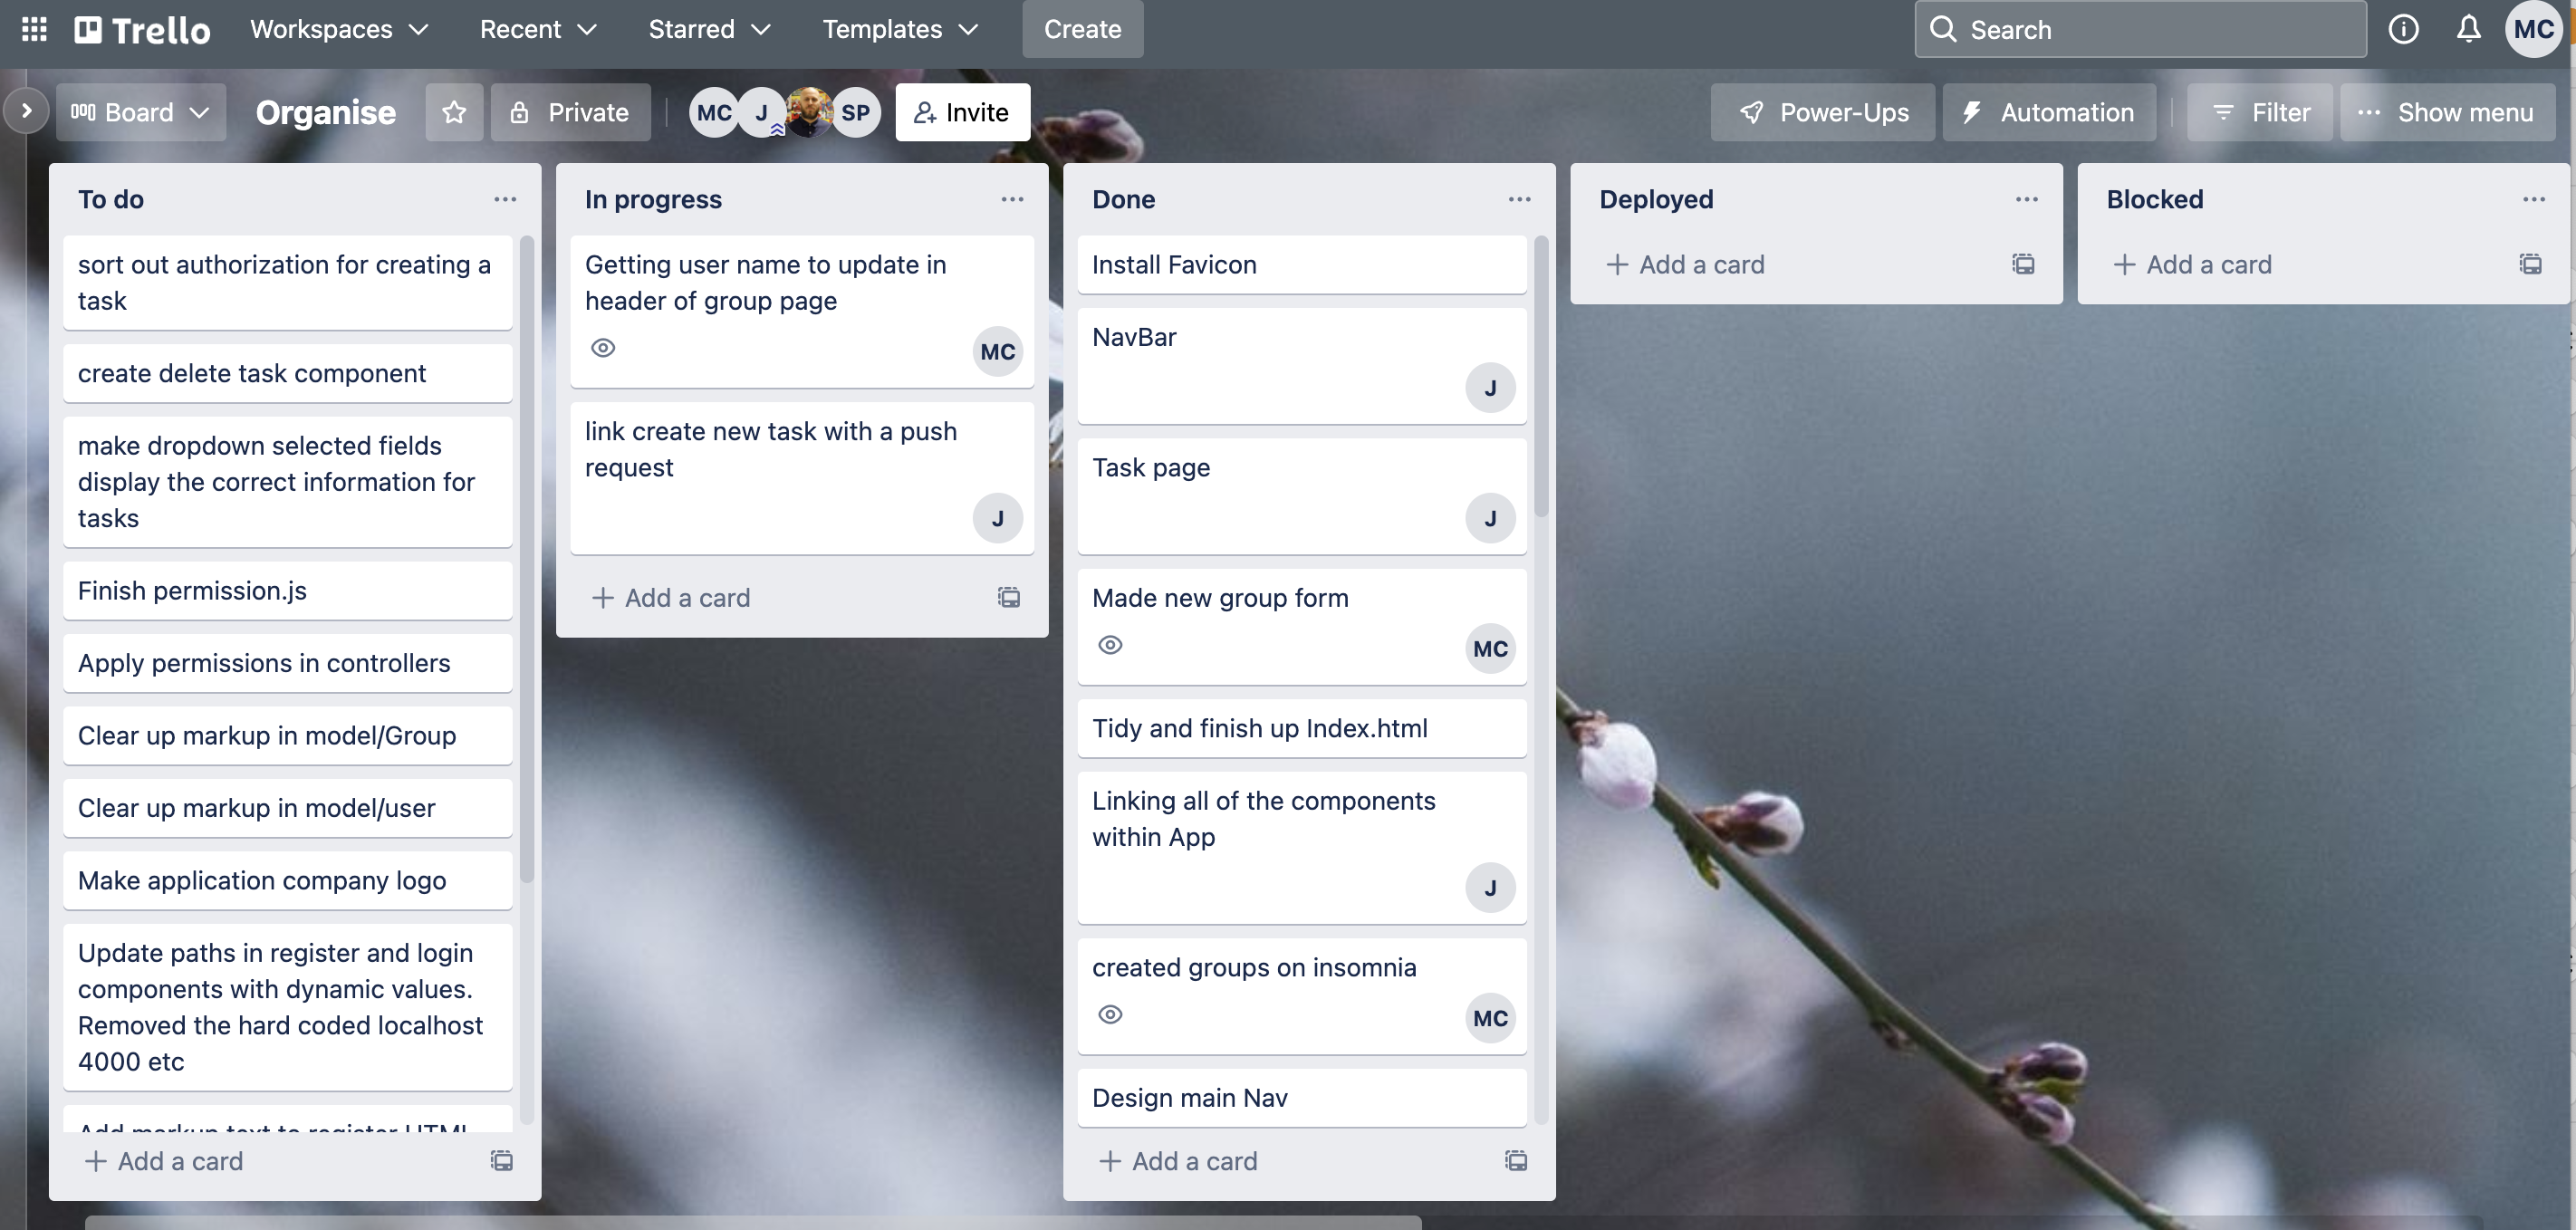 Trello
Workspaces
Recent
Starred
Templates
Create
Search
MC
Board
Organise
Private
MC
J
SP
Invite
Power-Ups
Automation
Filter
Show menu
To do
sort out authorization for creating a
task
create delete task component
make dropdown selected fields
display the correct information for
tasks
Finish permission.js
Apply permissions in controllers
Clear up markup in model/Group
Clear up markup in model/user
Make application company logo
Update paths in register and login
components with dynamic values.
Removed the hard coded localhost
4000 etc
Add markup text to register HTML
Add a card
In progress
Getting user name to update in
header of group page
MC
link create new task with a push
request
J
Add a card
Done
Install Favicon
NavBar
J
Task page
J
Made new group form
MC
Tidy and finish up Index.html
Linking all of the components
within App
J
created groups on insomnia
MC
Design main Nav
Add a card
Deployed
Add a card
Blocked
Add a card